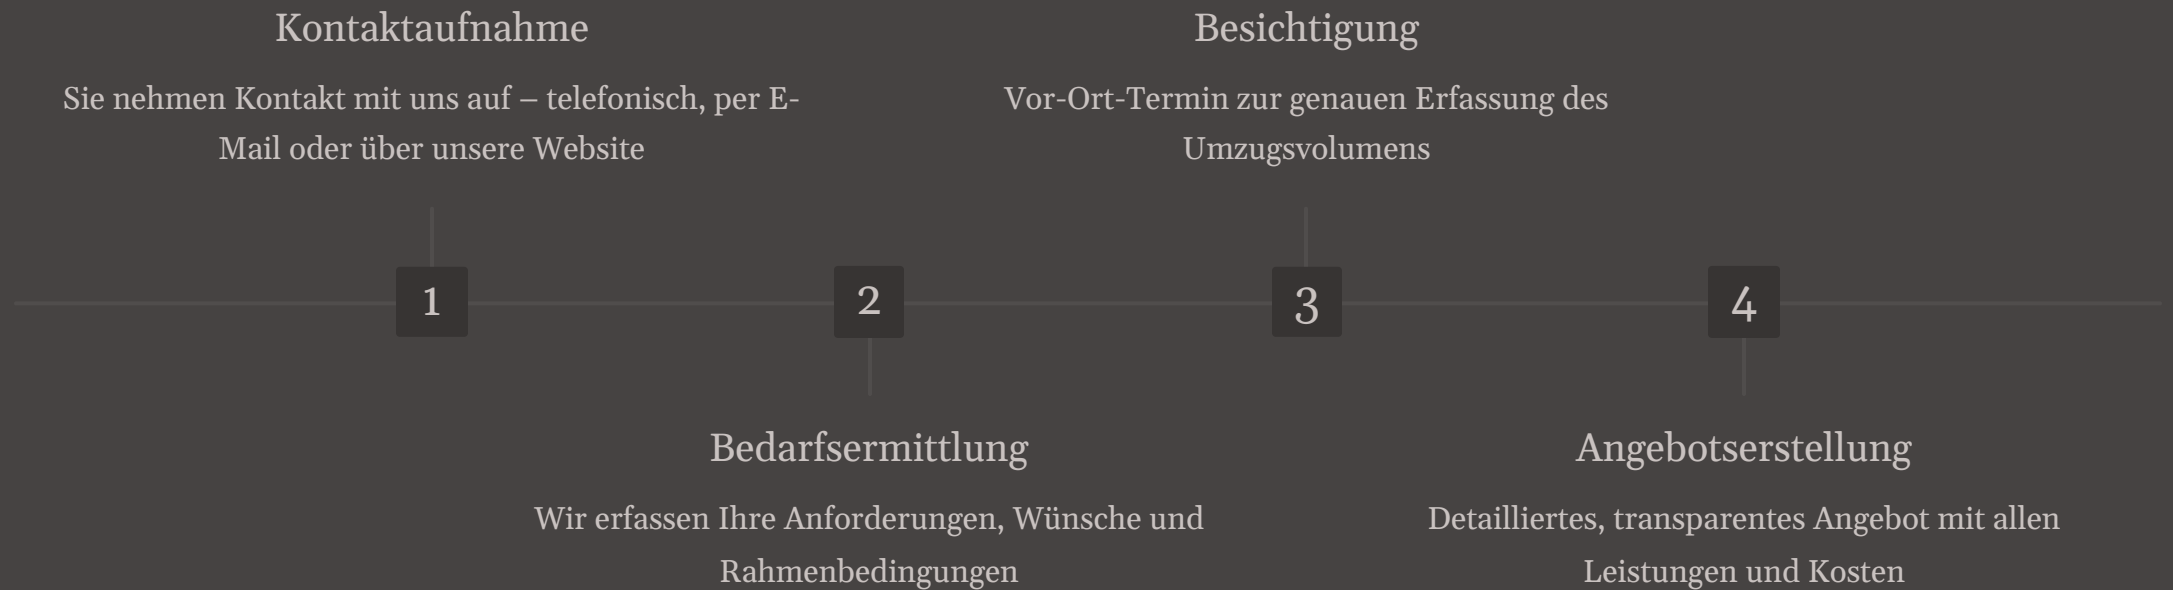 Kontaktaufnahme
Sie nehmen Kontakt mit uns auf – telefonisch, per E-
Mail oder über unsere Website
1
2
Bedarfsermittlung
Wir erfassen Ihre Anforderungen, Wünsche und
Rahmenbedingungen
Besichtigung
Vor-Ort-Termin zur genauen Erfassung des
Umzugsvolumens
3
4
Angebotserstellung
Detailliertes, transparentes Angebot mit allen
Leistungen und Kosten